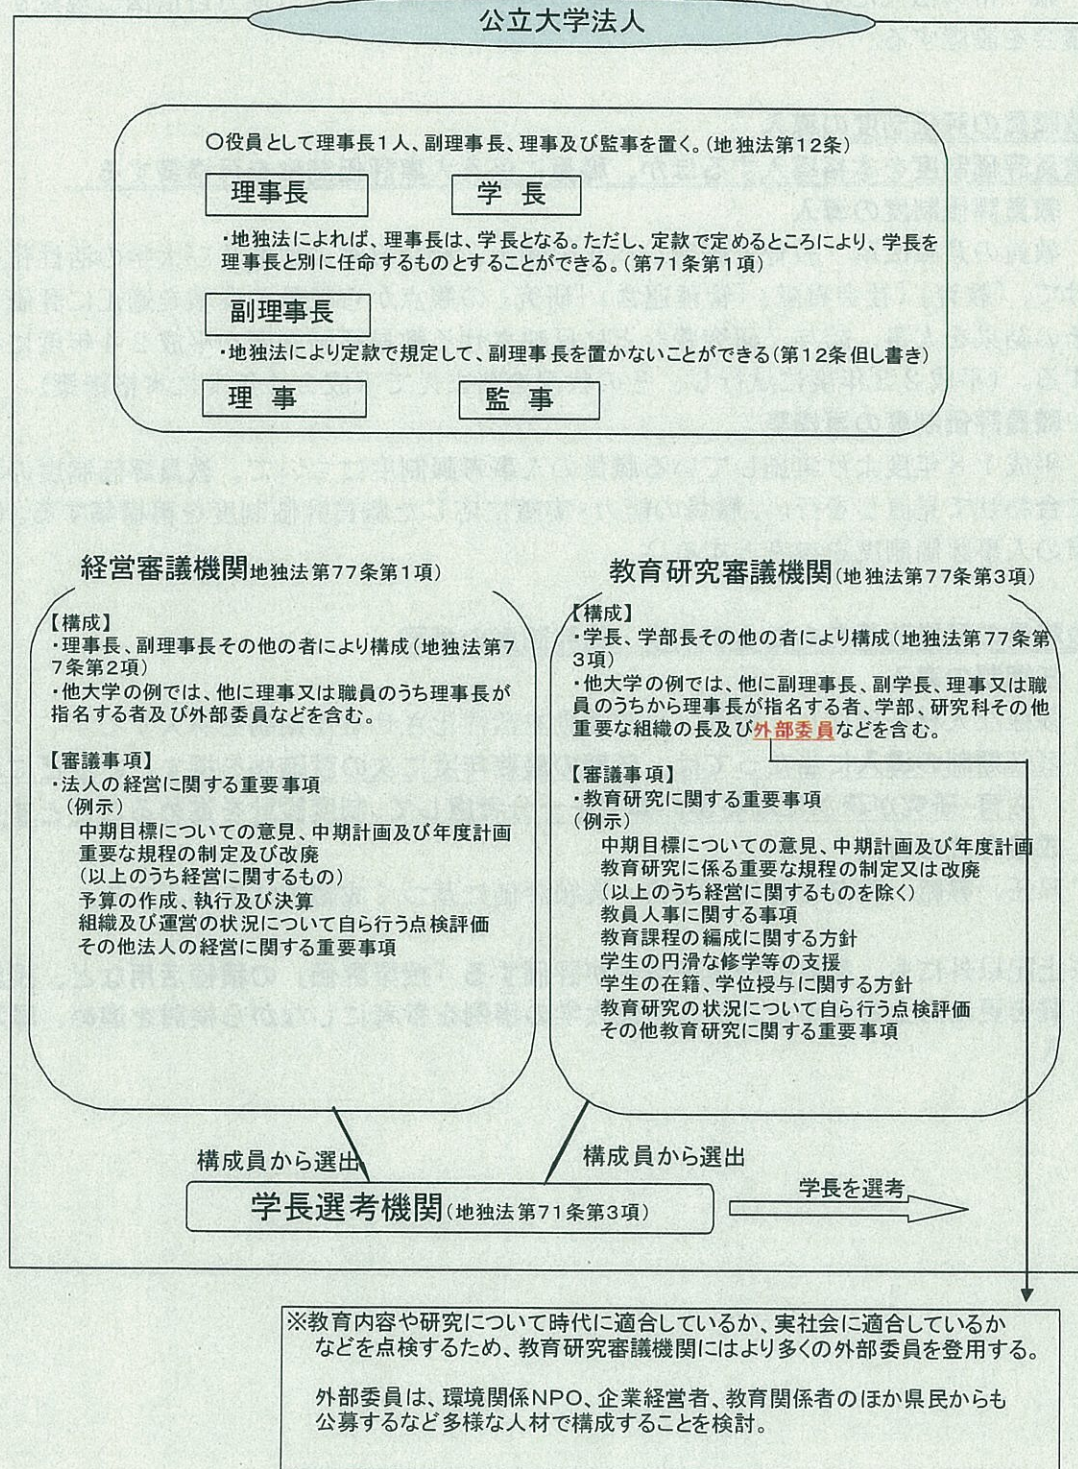 公立大学法人
○役員として理事長1人、副理事長、理事及び監事を置く。(地独法第12条)
理事長
学 長
・地独法によれば、理事長は、学長となる。ただし、定款で定めるところにより、学長を
理事長と別に任命するものとすることができる。(第71条第1項)
副理事長
・地独法により定款で規定して、副理事長を置かないことができる(第12条但し書き)
理 事
監 事
経営審議機関地独法第77条第1項)
【構成】
・理事長、副理事長その他の者により構成(地独法第7
7条第2項)
・他大学の例では、他に理事又は職員のうち理事長が
指名する者及び外部委員などを含む。
【審議事項】
・法人の経営に関する重要事項
(例示)
中期目標についての意見、中期計画及び年度計画
重要な規程の制定及び改廃
(以上のうち経営に関するもの)
予算の作成、執行及び決算
組織及び運営の状況について自ら行う点検評価
その他法人の経営に関する重要事項
教育研究審議機関(地独法第77条第3項)
【構成】
・学長、学部長その他の者により構成(地独法第77条第
3項)
・他大学の例では、他に副理事長、副学長、理事又は職
員のうちから理事長が指名する者、学部、研究科その他
重要な組織の長及び外部委員などを含む。
【審議事項】
・教育研究に関する重要事項
(例示)
中期目標についての意見、中期計画及び年度計画
教育研究に係る重要な規程の制定又は改廃
(以上のうち経営に関するものを除く)
教員人事に関する事項
教育課程の編成に関する方針
学生の円滑な修学等の支援
学生の在籍、学位授与に関する方針
教育研究の状況について自ら行う点検評価
その他教育研究に関する重要事項
構成員から選出
構成員から選出
学長選考機関(地独法第71条第3項)
学長を選考
※教育内容や研究について時代に適合しているか、実社会に適合しているか
などを点検するため、教育研究審議機関にはより多くの外部委員を登用する。
外部委員は、環境関係NPO、企業経営者、教育関係者のほか県民からも
公募するなど多様な人材で構成することを検討。